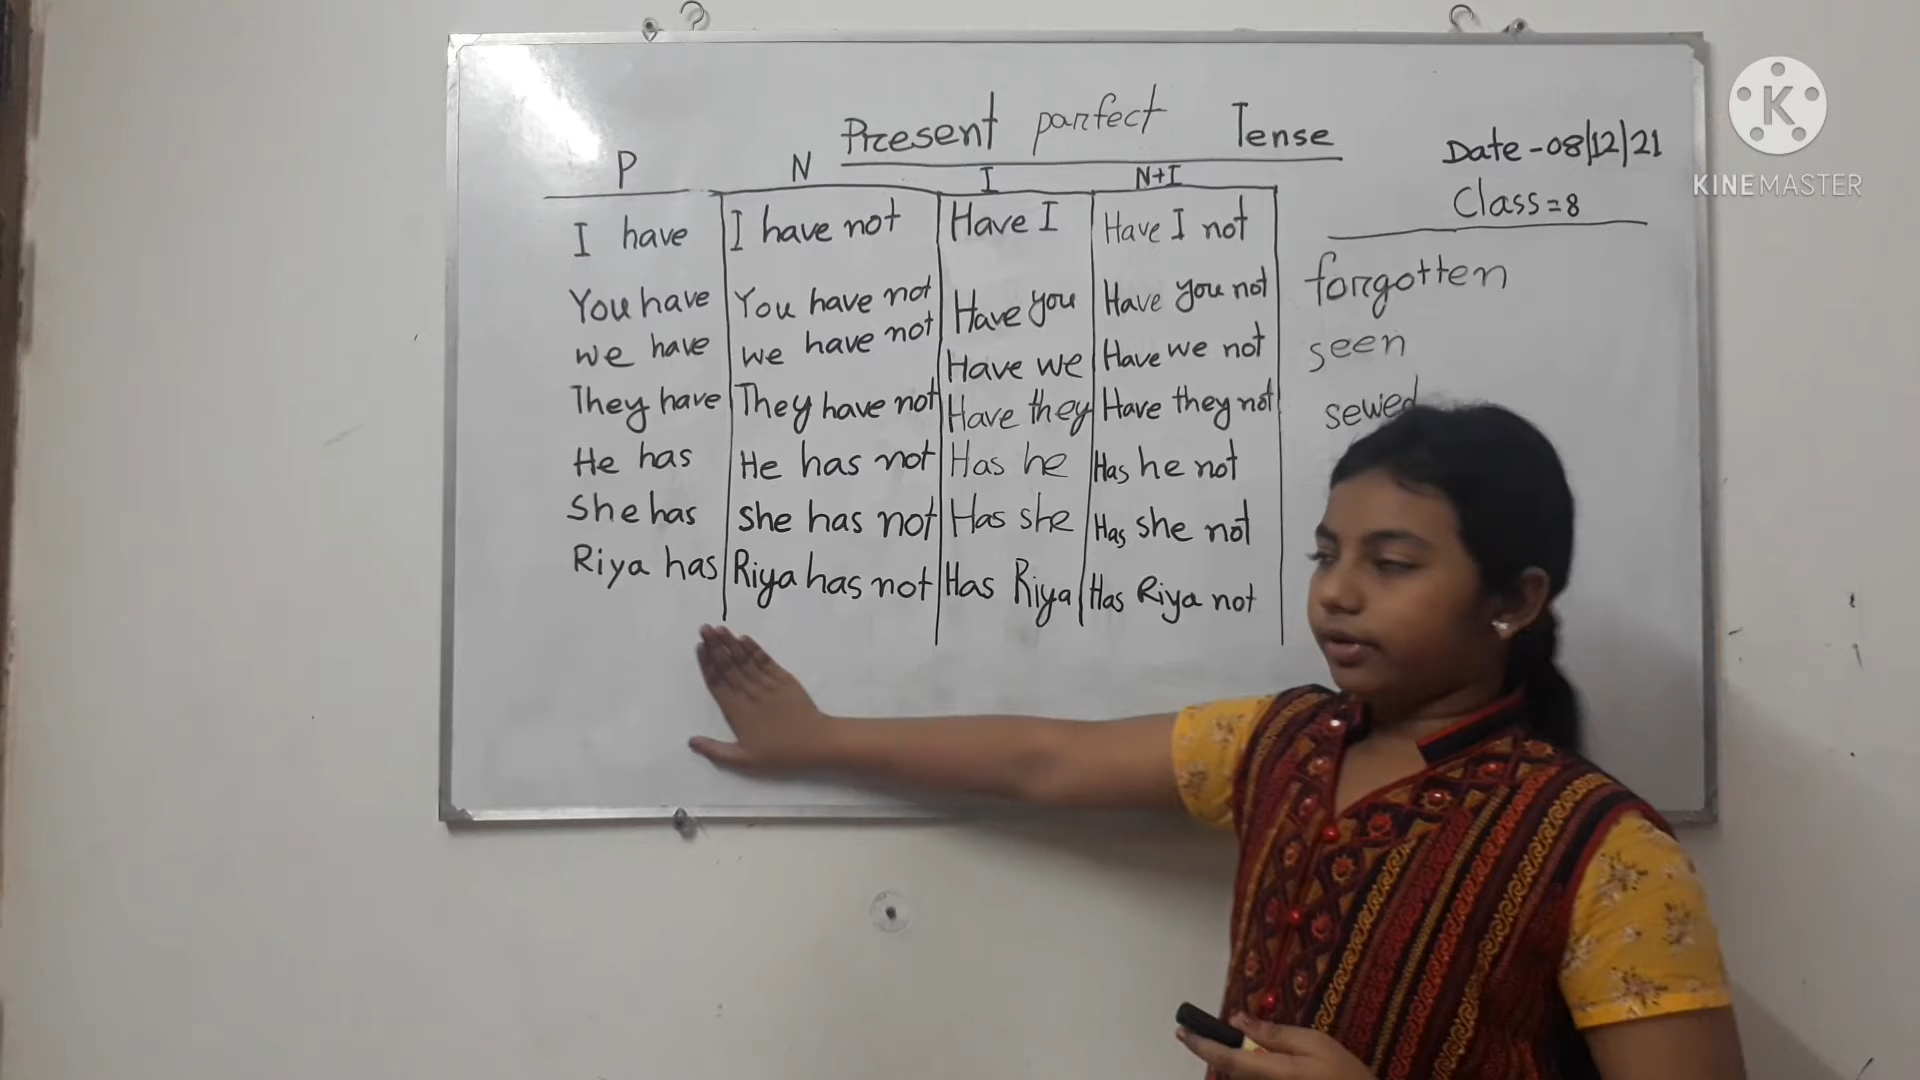 Present parfect Tense
Date-08/12/21
Class=8
P N I N+I
I have I have not Have I Have I not
You have You have not Have you Have you not
we have we have not Have we Have we not
They have They have not Have they Have they not
He has He has not Has he Has he not
She has She has not Has she Has she not
Riya has Riya has not Has Riya Has Riya not
forgotten
seen
sewed
K
KINEMASTER